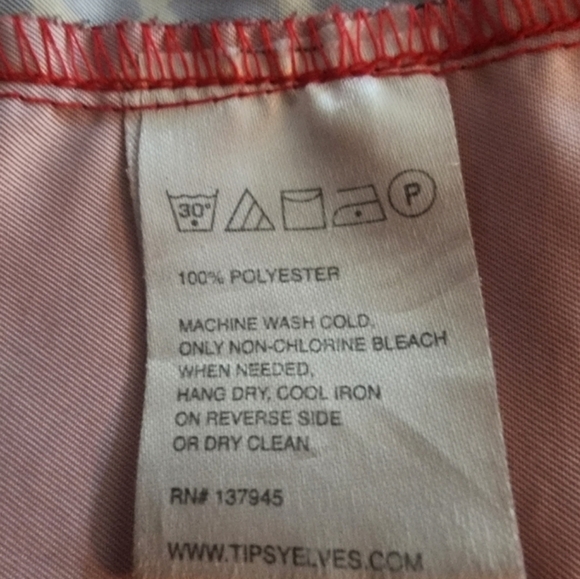 30°
P
100% POLYESTER
MACHINE WASH COLD,
ONLY NON-CHLORINE BLEACH
WHEN NEEDED,
HANG DRY, COOL IRON
ON REVERSE SIDE
OR DRY CLEAN
RN# 137945
WWW.TIPSYELVES.COM